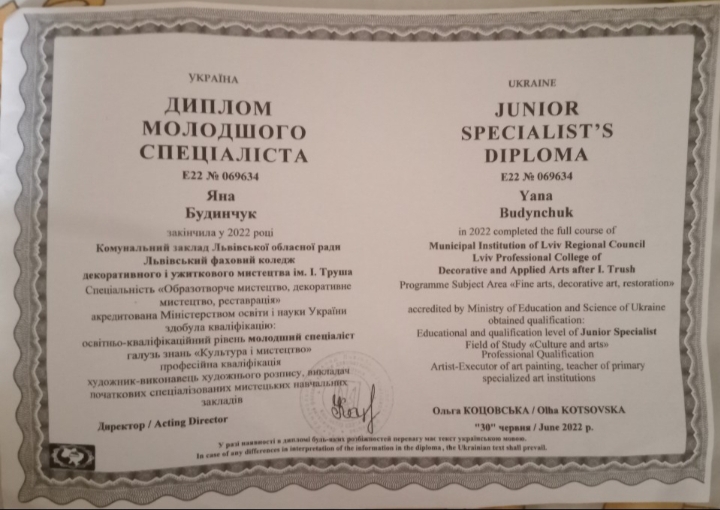 УКРАЇНА
ДИПЛОМ
МОЛОДШОГО
СПЕЦІАЛІСТА
Е22 № 069634
Яна
Будинчук
закінчила у 2022 році
Комунальний заклад Львівської обласної ради
Львівський фаховий коледж
декоративного і ужиткового мистецтва ім. І. Труша
Спеціальність «Образотворче мистецтво, декоративне
мистецтво, реставрація»
акредитована Міністерством освіти і науки України
здобула кваліфікацію:
освітньо-кваліфікаційний рівень молодший спеціаліст
галузь знань «Культура і мистецтво»
професійна кваліфікація
художник-виконавець художнього розпису, викладач
початкових спеціалізованих мистецьких навчальних
закладів
Директор / Acting Director
UKRAINE
JUNIOR
SPECIALIST'S
DIPLOMA
E22 № 069634
Yana
Budynchuk
in 2022 completed the full course of
Municipal Institution of Lviv Regional Council
Lviv Professional College of
Decorative and Applied Arts after I. Trush
Programme Subject Area «Fine arts, decorative art, restoration»
accredited by Ministry of Education and Science of Ukraine
obtained qualification:
Educational and qualification level of Junior Specialist
Field of Study «Culture and arts»
Professional Qualification
Artist-Executor of art painting, teacher of primary
specialized art institutions
Ольга КОЦОВСЬКА / Olha KOTSOVSKA
"30" червня / June 2022 р.
У разі наявності в дипломі будь-яких розбіжностей перевагу має текст українською мовою.
In case of any differences in interpretation of the information in the diploma, the Ukrainian text shall prevail.